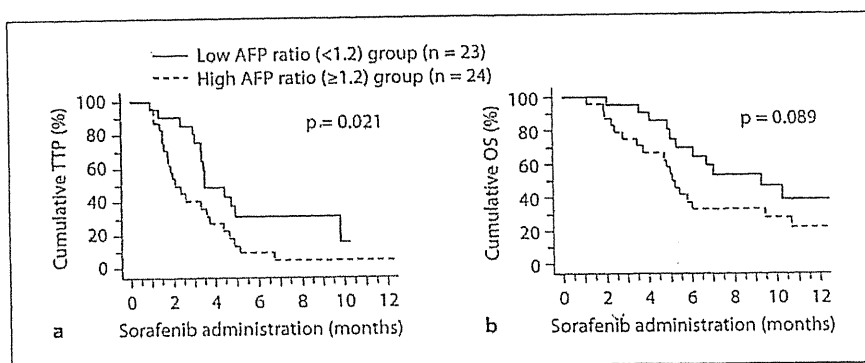 Low AFP ratio (<1.2) group (n = 23)
High AFP ratio (≥1.2) group (n = 24)
100
80
60
40
20
0
Cumulative TTP (%)
p = 0.021
0 2 4 6 8 10 12
a Sorafenib administration (months)
100
80
60
40
20
0
Cumulative OS (%)
p = 0.089
0 2 4 6 8 10 12
b Sorafenib administration (months)